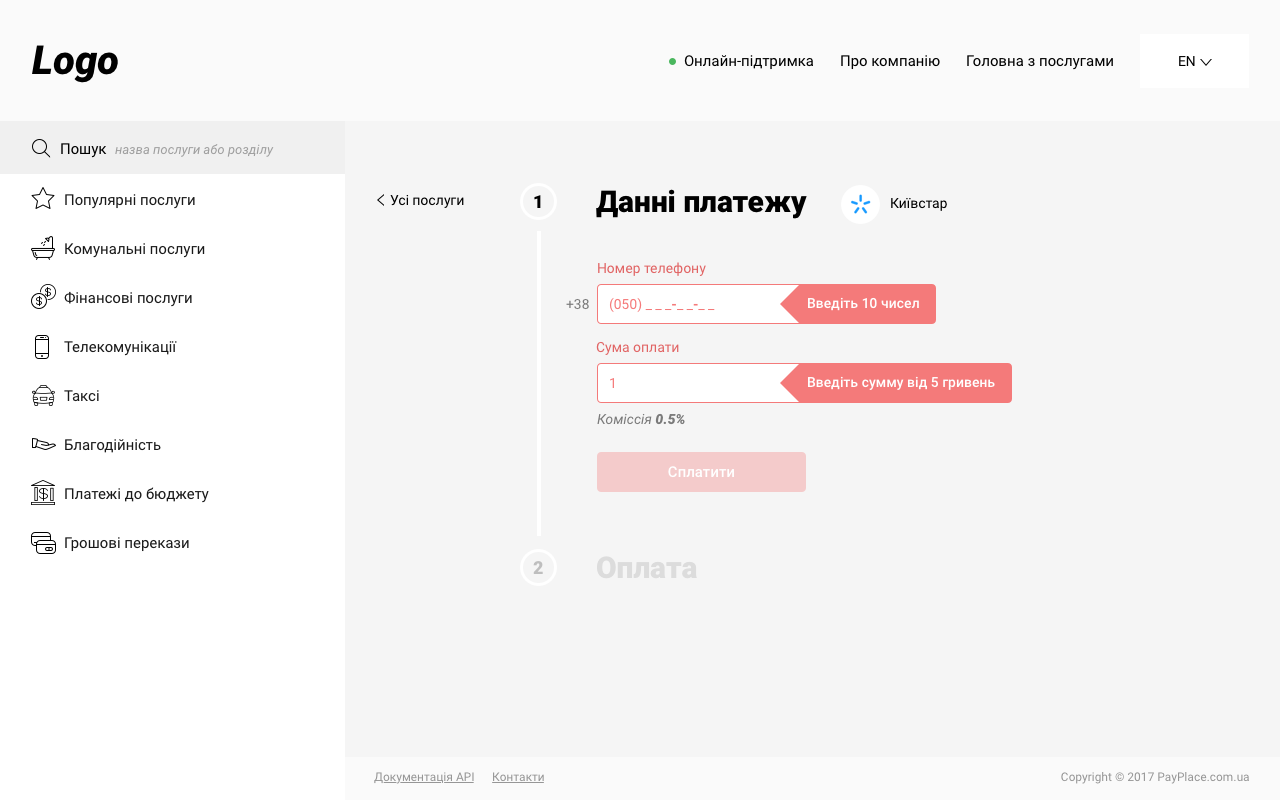 Logo
Онлайн-підтримка
Про компанію
Головна з послугами
EN
Пошук назва послуги або розділу
Популярні послуги
Комунальні послуги
Фінансові послуги
Телекомунікації
Таксі
Благодійність
Платежі до бюджету
Грошові перекази
Усі послуги
1
Данні платежу
Київстар
Номер телефону
+38
(050) _ _ _-_ _-_ _
Введіть 10 чисел
Сума оплати
1
Введіть сумму від 5 гривень
Коміссія 0.5%
Сплатити
2
Оплата
Документація API
Контакти
Copyright © 2017 PayPlace.com.ua